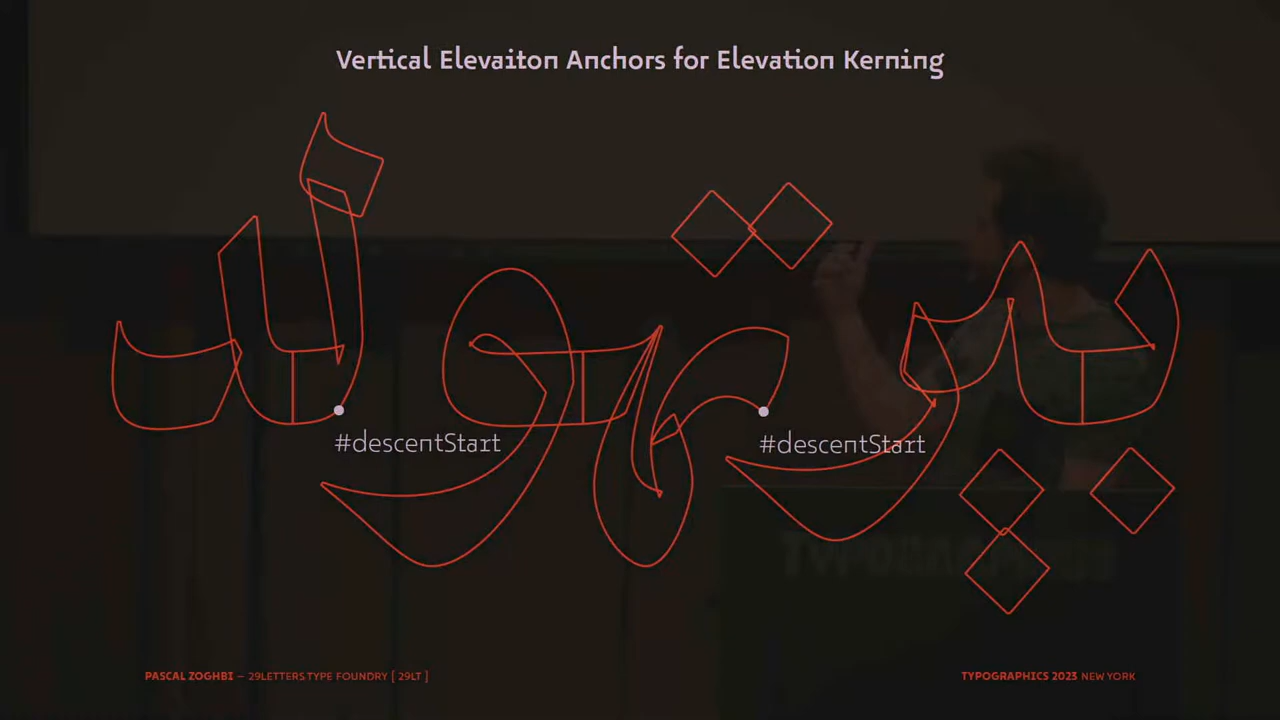 Vertical Elevaiton Anchors for Elevation Kerning
#descentStart
#descentStart
PASCAL ZOGHBI — 29LETTERS TYPE FOUNDRY [ 29LT ]
TYPOGRAPHICS 2023 NEW YORK